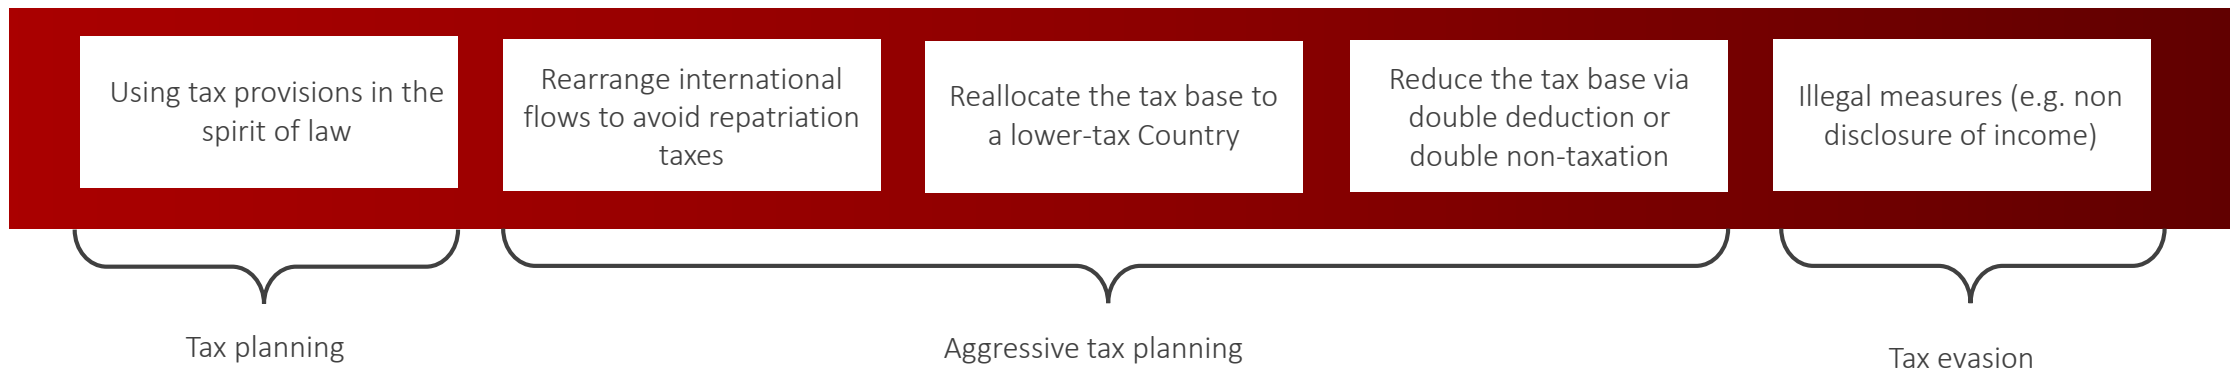 Using tax provisions in the
spirit of law
Rearrange international
flows to avoid repatriation
taxes
Reallocate the tax base to
a lower-tax Country
Reduce the tax base via
double deduction or
double non-taxation
Illegal measures (e.g. non
disclosure of income)
Tax planning
Aggressive tax planning
Tax evasion